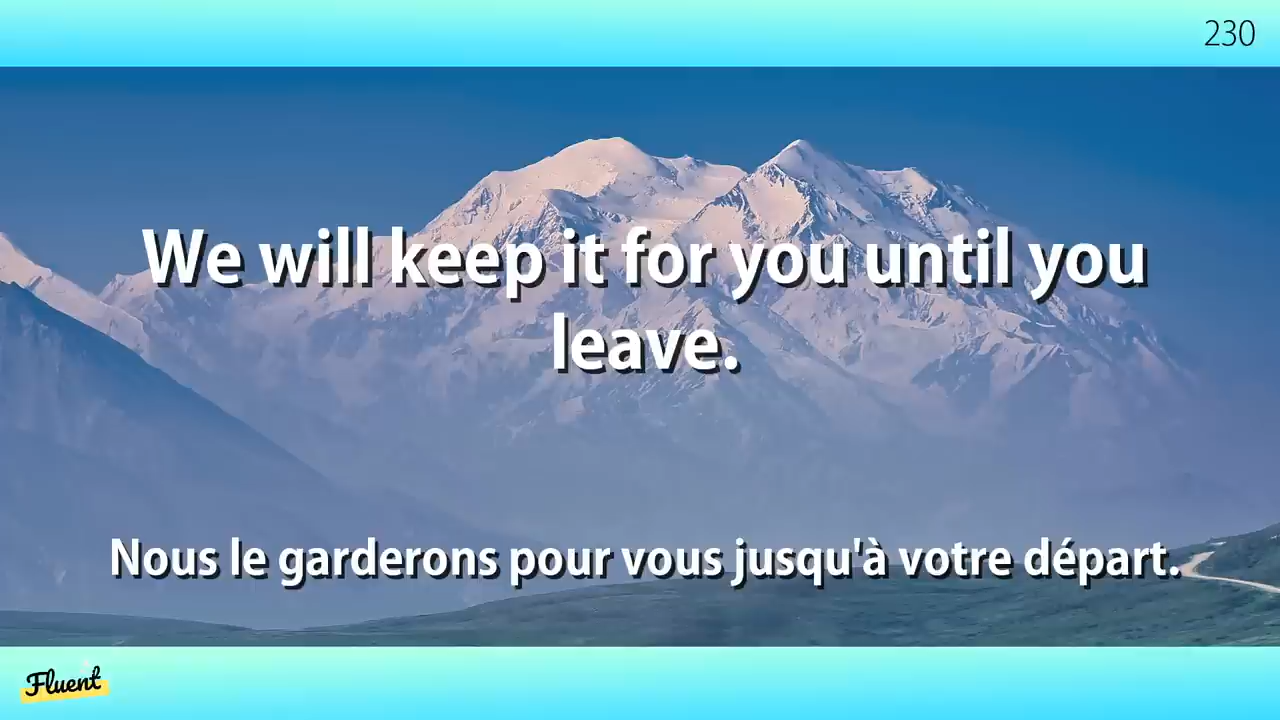 230
We will keep it for you until you
leave.
Nous le garderons pour vous jusqu'à votre départ.
Fluent